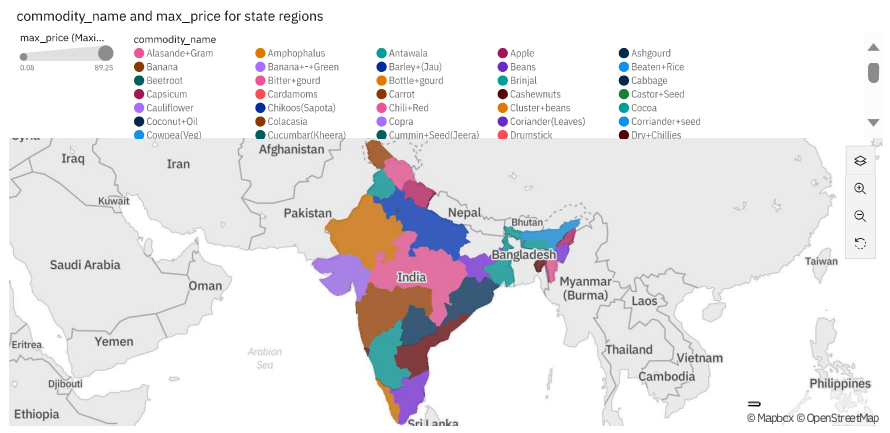 commodity_name and max_price for state regions
max_price (Maxi...
0.08 89.25
commodity_name
Alasande+Gram Amphophalus Antawala Apple Ashgourd
Banana Banana+-+Green Barley+(Jau) Beans Beaten+Rice
Beetroot Bitter+gourd Bottle+gourd Brinjal Cabbage
Capsicum Cardamoms Carrot Cashewnuts Castor+Seed
Cauliflower Chikoos(Sapota) Chili+Red Cluster+beans Cocoa
Coconut+Oil Colacasia Copra Coriander(Leaves) Corriander+seed
Cowpea(Veg) Cucumbar(Kheera) Cummin+Seed(Jeera) Drumstick Dry+Chillies
Syria
Iraq
Iran
Afghanistan
Kuwait
Pakistan
Nepal
Bhutan
Bangladesh
Taiwan
Saudi Arabia
India
Oman
Myanmar
(Burma)
Laos
Yemen
Eritrea
Arabian
Sea
Thailand
Vietnam
Cambodia
Djibouti
Philippines
Ethiopia
Sri Lanka
© Mapbox © OpenStreetMap